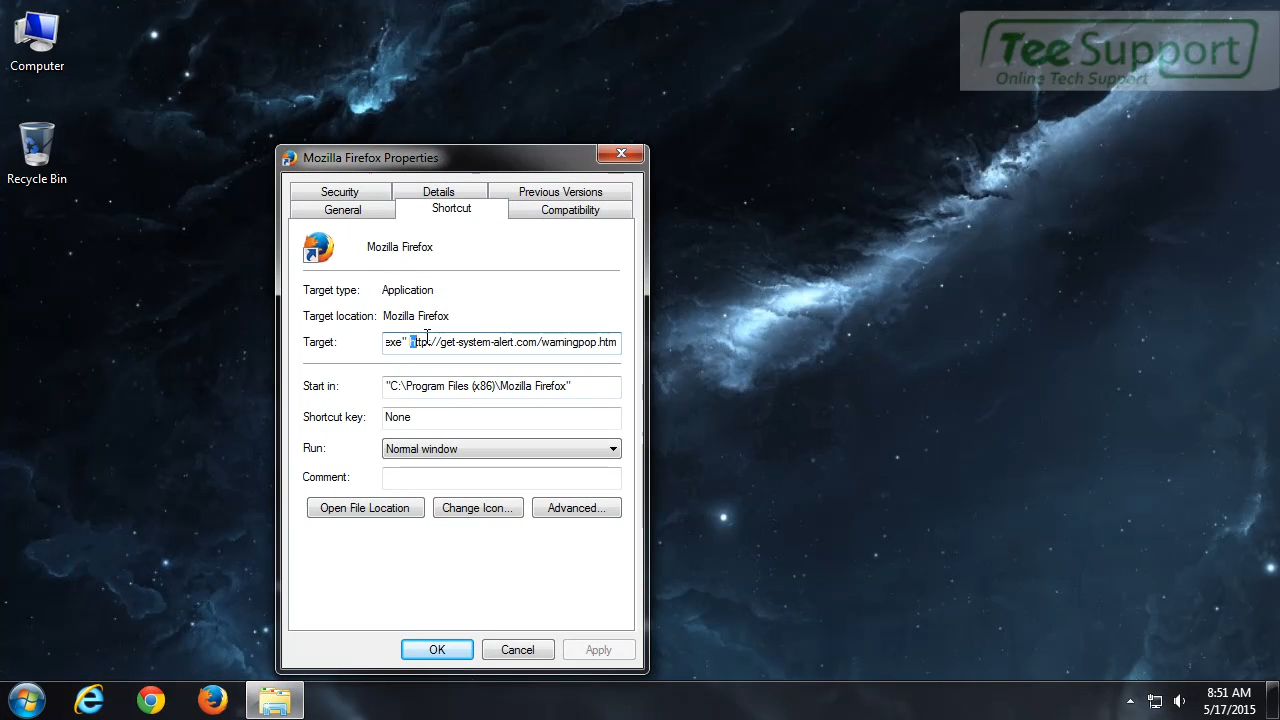 Computer
Recycle Bin
Tee Support
Online Tech Support
Mozilla Firefox Properties
Security Details Previous Versions
General Shortcut Compatibility
Mozilla Firefox
Target type: Application
Target location: Mozilla Firefox
Target: exe" http://get-system-alert.com/warningpop.htm
Start in: "C:\Program Files (x86)\Mozilla Firefox"
Shortcut key: None
Run: Normal window
Comment:
Open File Location Change Icon... Advanced...
OK Cancel Apply
8:51 AM
5/17/2015